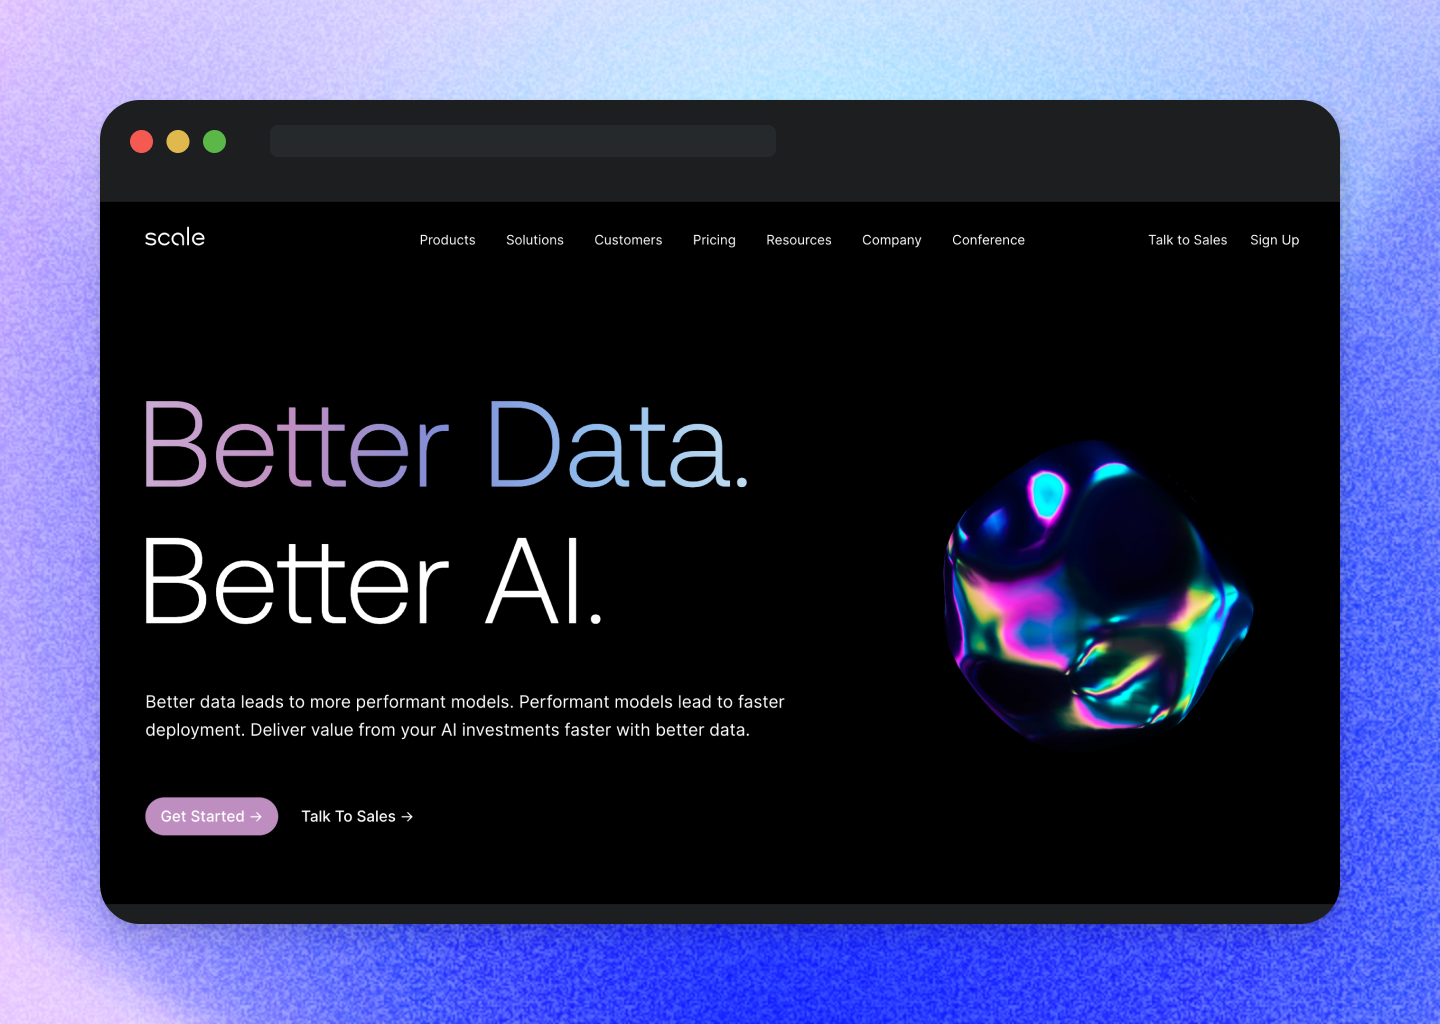 scale
Products Solutions Customers Pricing Resources Company Conference
Talk to Sales Sign Up
Better Data.
Better AI.
Better data leads to more performant models. Performant models lead to faster
deployment. Deliver value from your AI investments faster with better data.
Get Started → Talk To Sales →